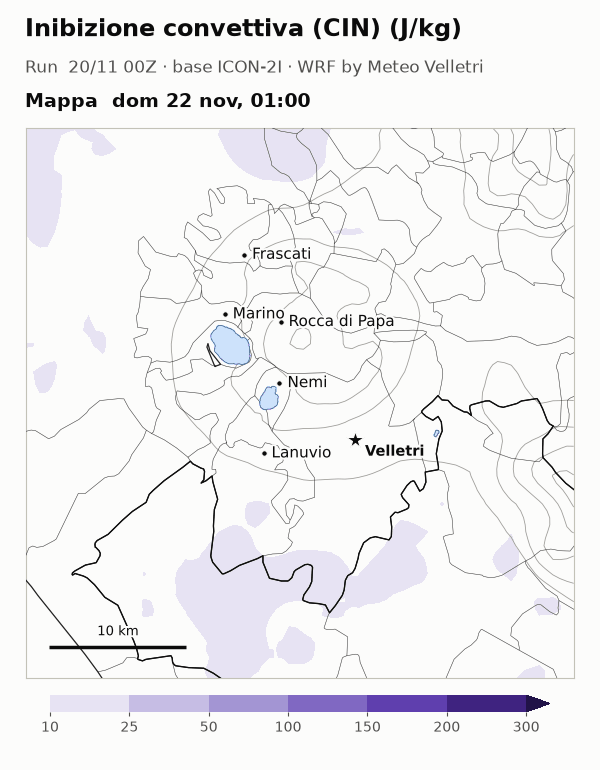 Inibizione convettiva (CIN) (J/kg)
Run  20/11 00Z · base ICON-2I · WRF by Meteo Velletri
Mappa  dom 22 nov, 01:00
Frascati
Marino
Rocca di Papa
Nemi
Velletri
Lanuvio
10 km
10 25 50 100 150 200 300